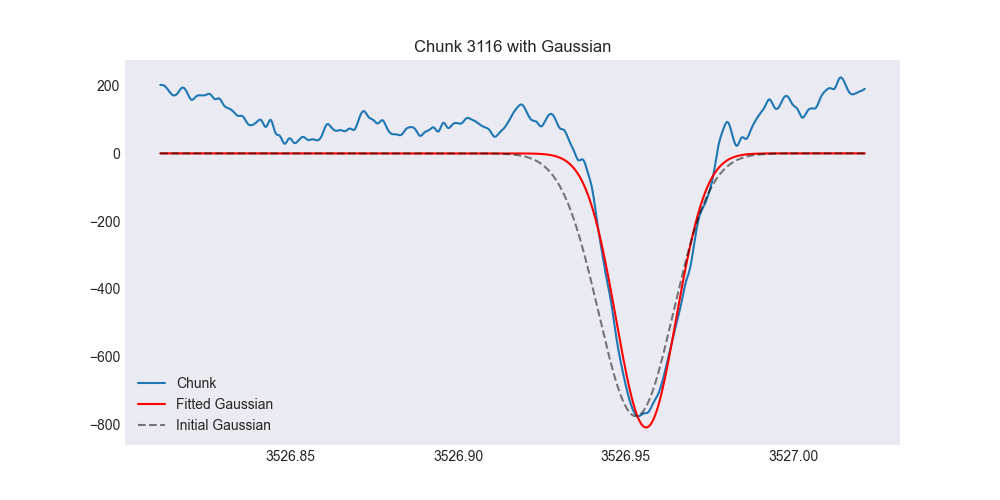 Chunk 3116 with Gaussian
200
0
−200
−400
−600
−800
Chunk
Fitted Gaussian
Initial Gaussian
3526.85 3526.90 3526.95 3527.00